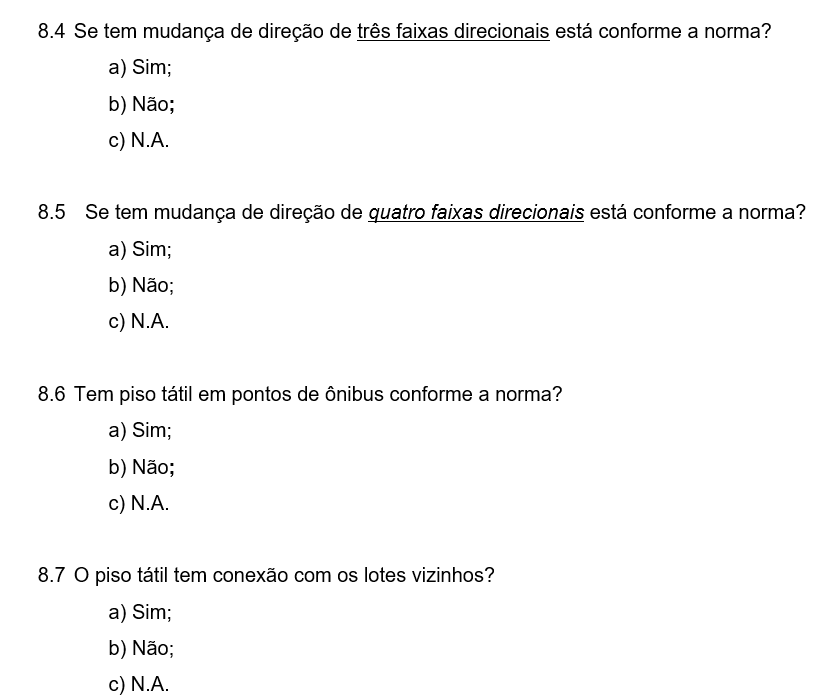 8.4 Se tem mudança de direção de três faixas direcionais está conforme a norma?
a) Sim;
b) Não;
c) N.A.
8.5 Se tem mudança de direção de quatro faixas direcionais está conforme a norma?
a) Sim;
b) Não;
c) N.A.
8.6 Tem piso tátil em pontos de ônibus conforme a norma?
a) Sim;
b) Não;
c) N.A.
8.7 O piso tátil tem conexão com os lotes vizinhos?
a) Sim;
b) Não;
c) N.A.